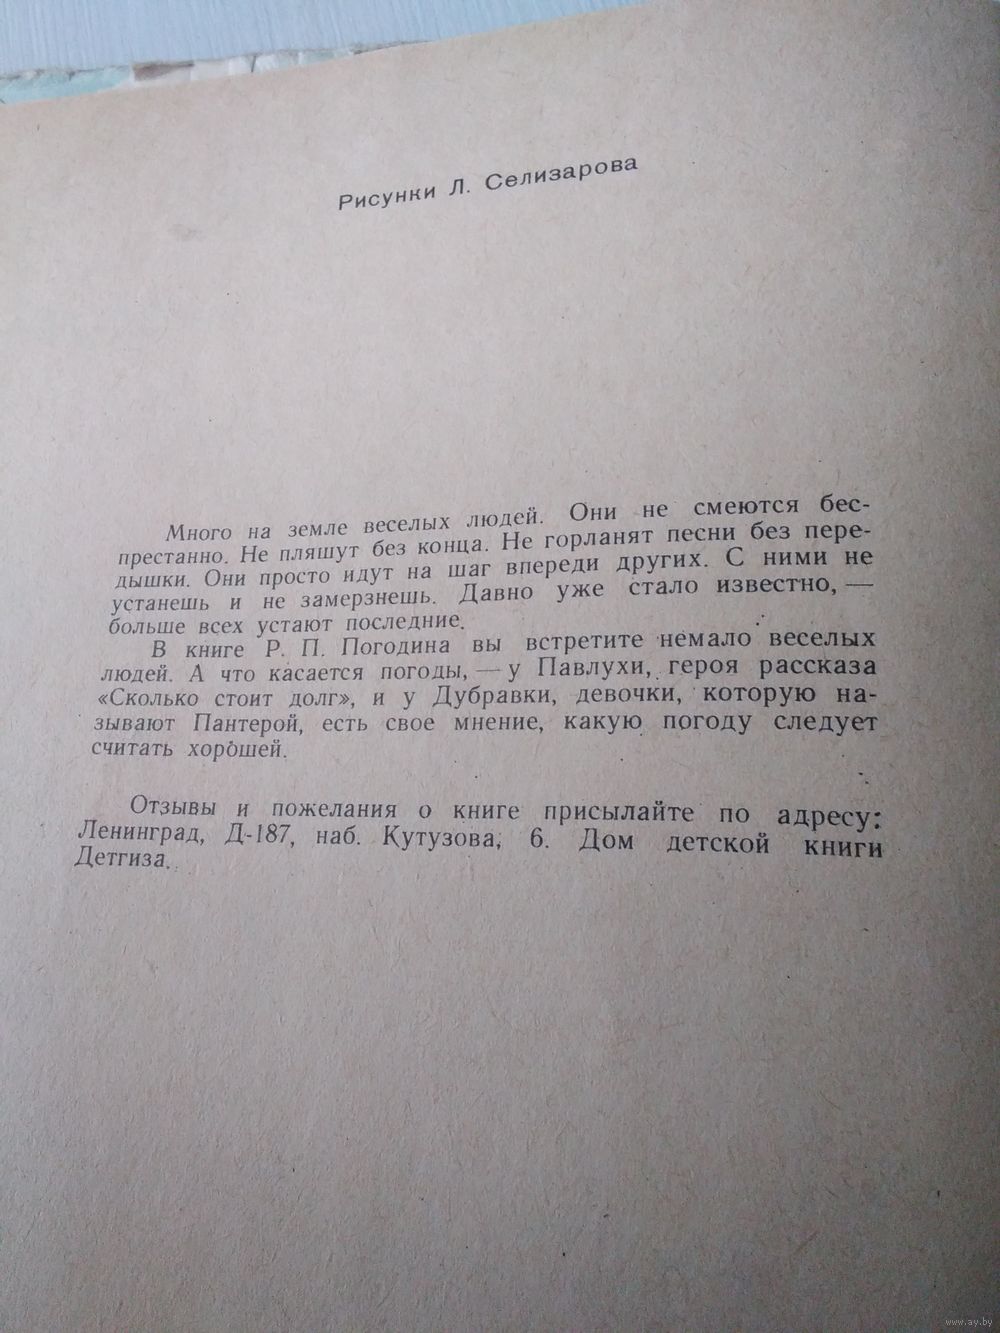 Рисунки Л. Селизарова
Много на земле веселых людей. Они не смеются бес-
престанно. Не пляшут без конца. Не горланят песни без пере-
дышки. Они просто идут на шаг впереди других. С ними не
устанешь и не замерзнешь. Давно уже стало известно, —
больше всех устают последние.
В книге Р. П. Погодина вы встретите немало веселых
людей. А что касается погоды, — у Павлухи, героя рассказа
«Сколько стоит долг», и у Дубравки, девочки, которую на-
зывают Пантерой, есть свое мнение, какую погоду следует
считать хорошей.
Отзывы и пожелания о книге присылайте по адресу:
Ленинград, Д-187, наб. Кутузова, 6. Дом детской книги
Детгиза.
www.ay.by